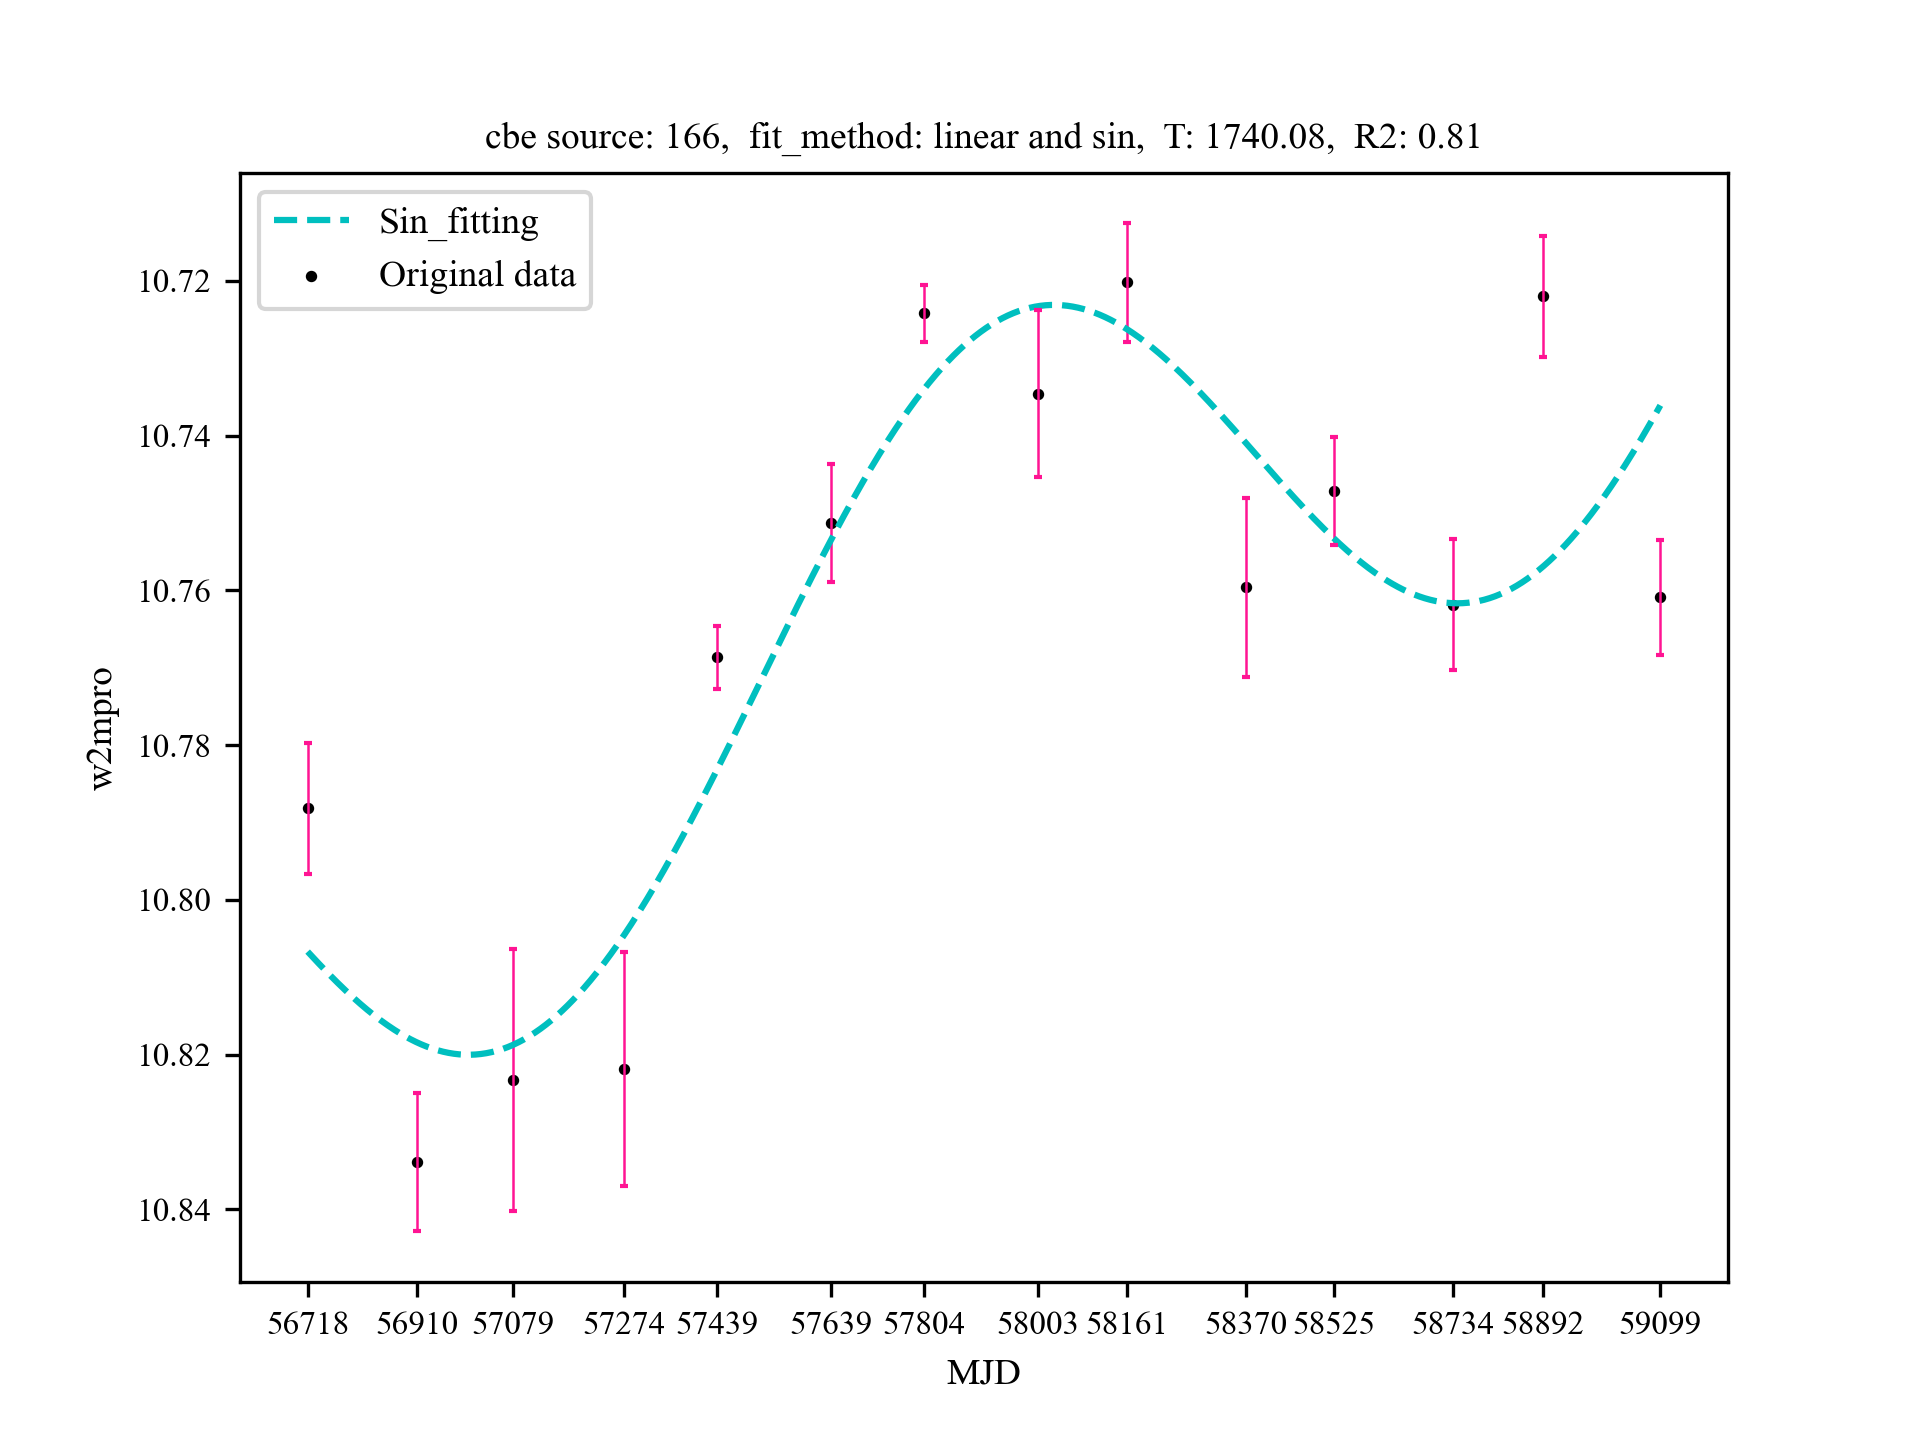 cbe source: 166,  fit_method: linear and sin,  T: 1740.08,  R2: 0.81
Sin_fitting
Original data
10.72
10.74
10.76
10.78
10.80
10.82
10.84
w2mpro
56718 56910 57079 57274 57439 57639 57804 58003 58161 58370 58525 58734 58892 59099
MJD